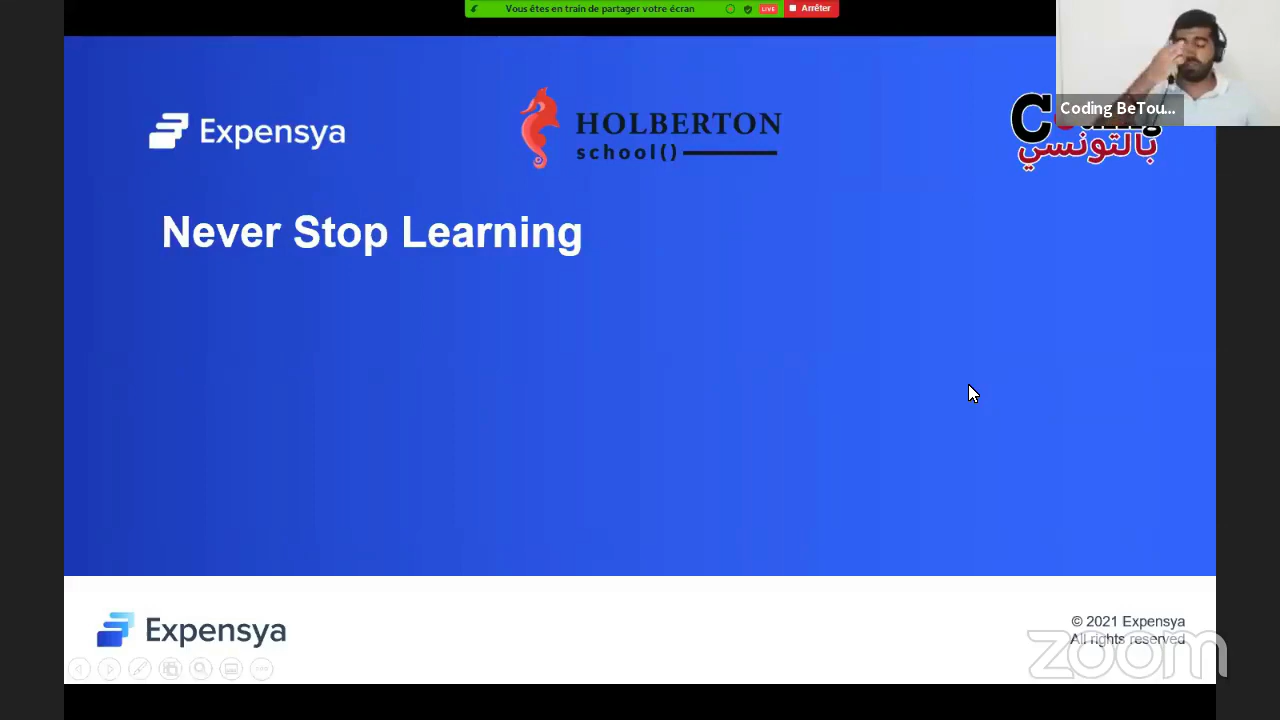 Vous êtes en train de partager votre écran
LIVE
Arrêter
Expensya
HOLBERTON
school()
Coding BeTou...
بالتونسي
Never Stop Learning
Expensya
© 2021 Expensya
All rights reserved
zoom